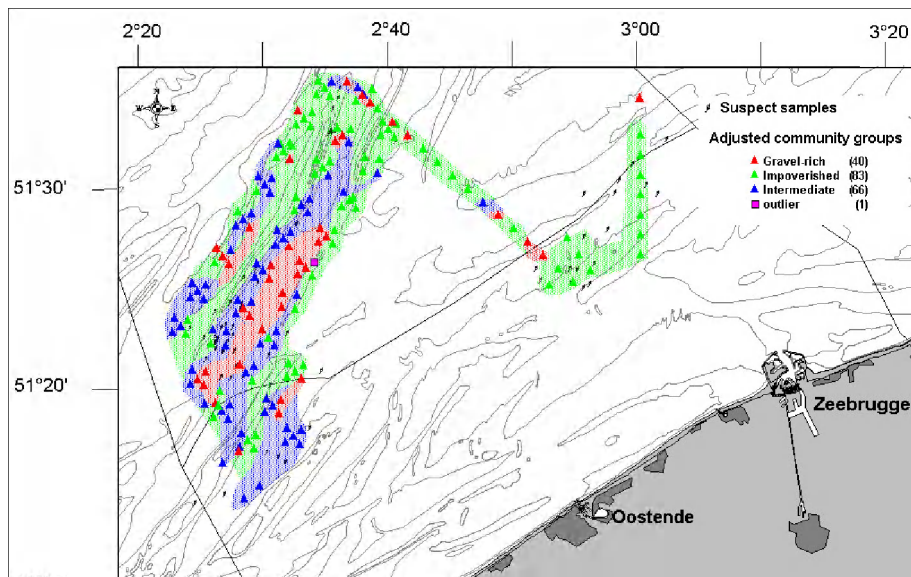 2°20 2°40 3°00 3°20
N
W E
S
Suspect samples
Adjusted community groups
Gravel-rich (40)
Impoverished (83)
Intermediate (66)
outlier (1)
51°30'
51°20'
Zeebrugge
Oostende